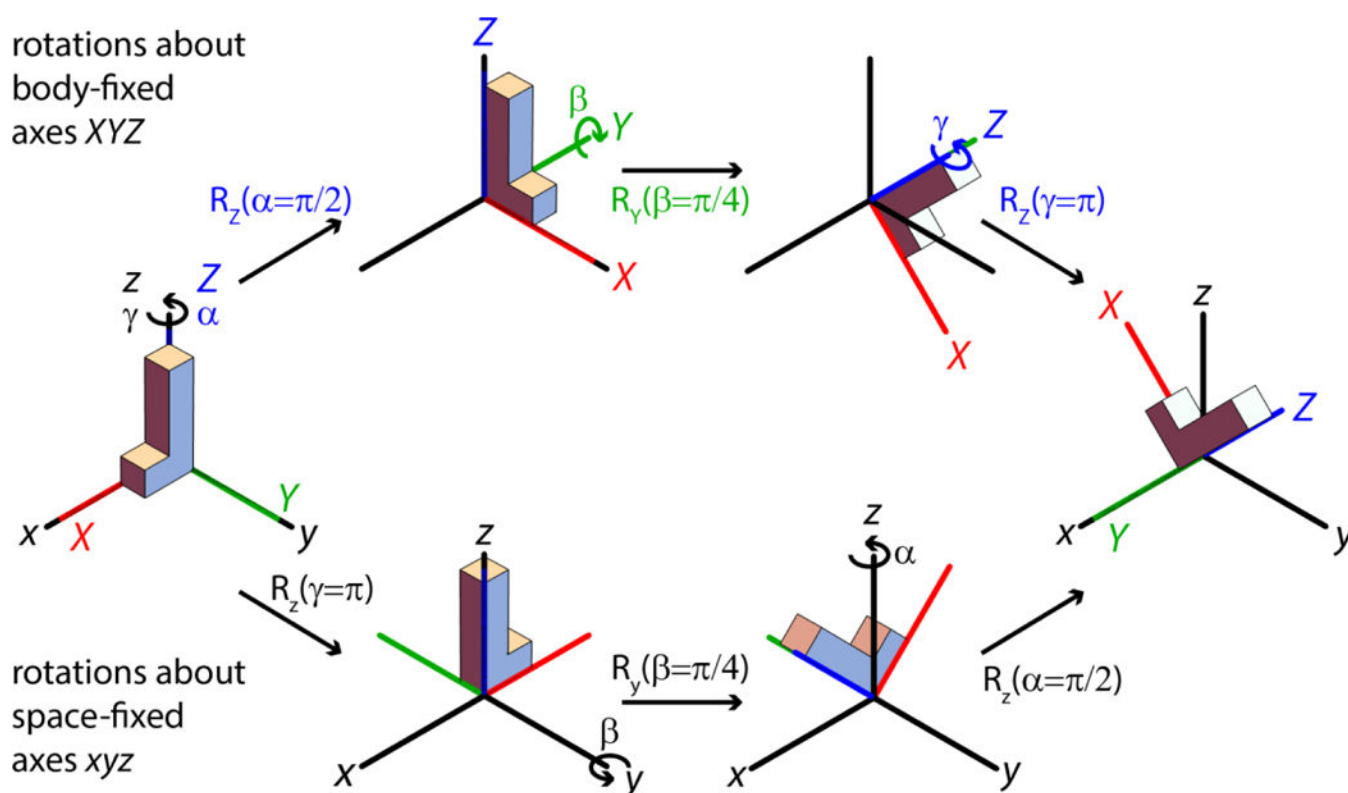 rotations about
body-fixed
axes XYZ
Z
β
Y
X
R_Z(α=π/2)
R_Y(β=π/4)
γ
Z
X
R_Z(γ=π)
z Z
γ α
x X
Y y
X
z
Z
x Y
y
R_z(γ=π)
rotations about
space-fixed
axes xyz
z
x
β
y
R_y(β=π/4)
z
α
x
y
R_z(α=π/2)